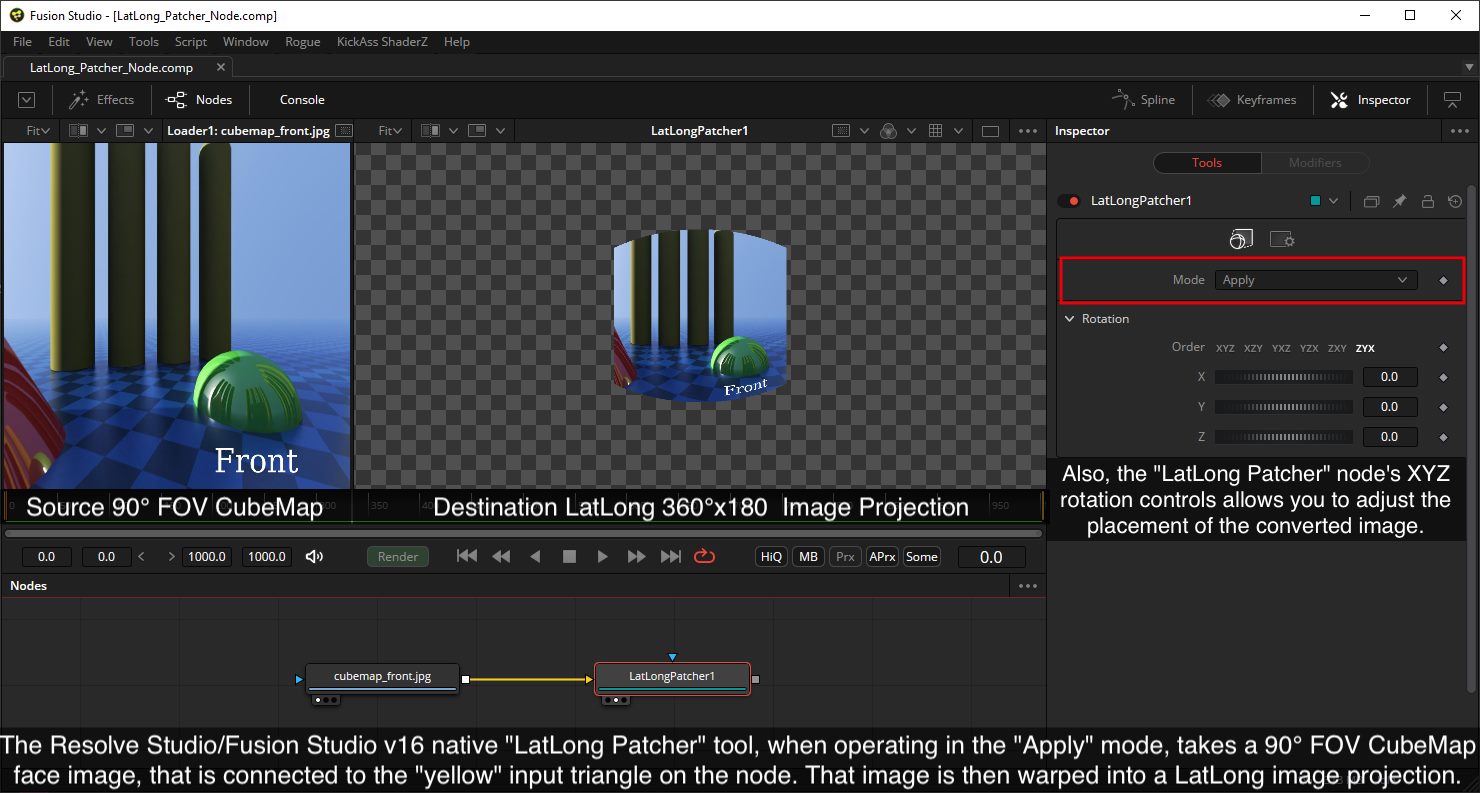 Fusion Studio - [LatLong_Patcher_Node.comp]
File Edit View Tools Script Window Rogue KickAss ShaderZ Help
LatLong_Patcher_Node.comp
Effects Nodes Console Spline Keyframes Inspector
Fit Loader1: cubemap_front.jpg Fit LatLongPatcher1 Inspector
Tools Modifiers
LatLongPatcher1
Mode Apply
Rotation
Order XYZ XZY YXZ YZX ZXY ZYX
X 0.0
Y 0.0
Z 0.0
Front
Front
Also, the "LatLong Patcher" node's XYZ
rotation controls allows you to adjust the
placement of the converted image.
Source 90° FOV CubeMap
Destination LatLong 360°x180 Image Projection
350
950
0.0 0.0 1000.0 1000.0 Render HiQ MB Prx APrx Some 0.0
Nodes
cubemap_front.jpg LatLongPatcher1
The Resolve Studio/Fusion Studio v16 native "LatLong Patcher" tool, when operating in the "Apply" mode, takes a 90° FOV CubeMap
face image, that is connected to the "yellow" input triangle on the node. That image is then warped into a LatLong image projection.